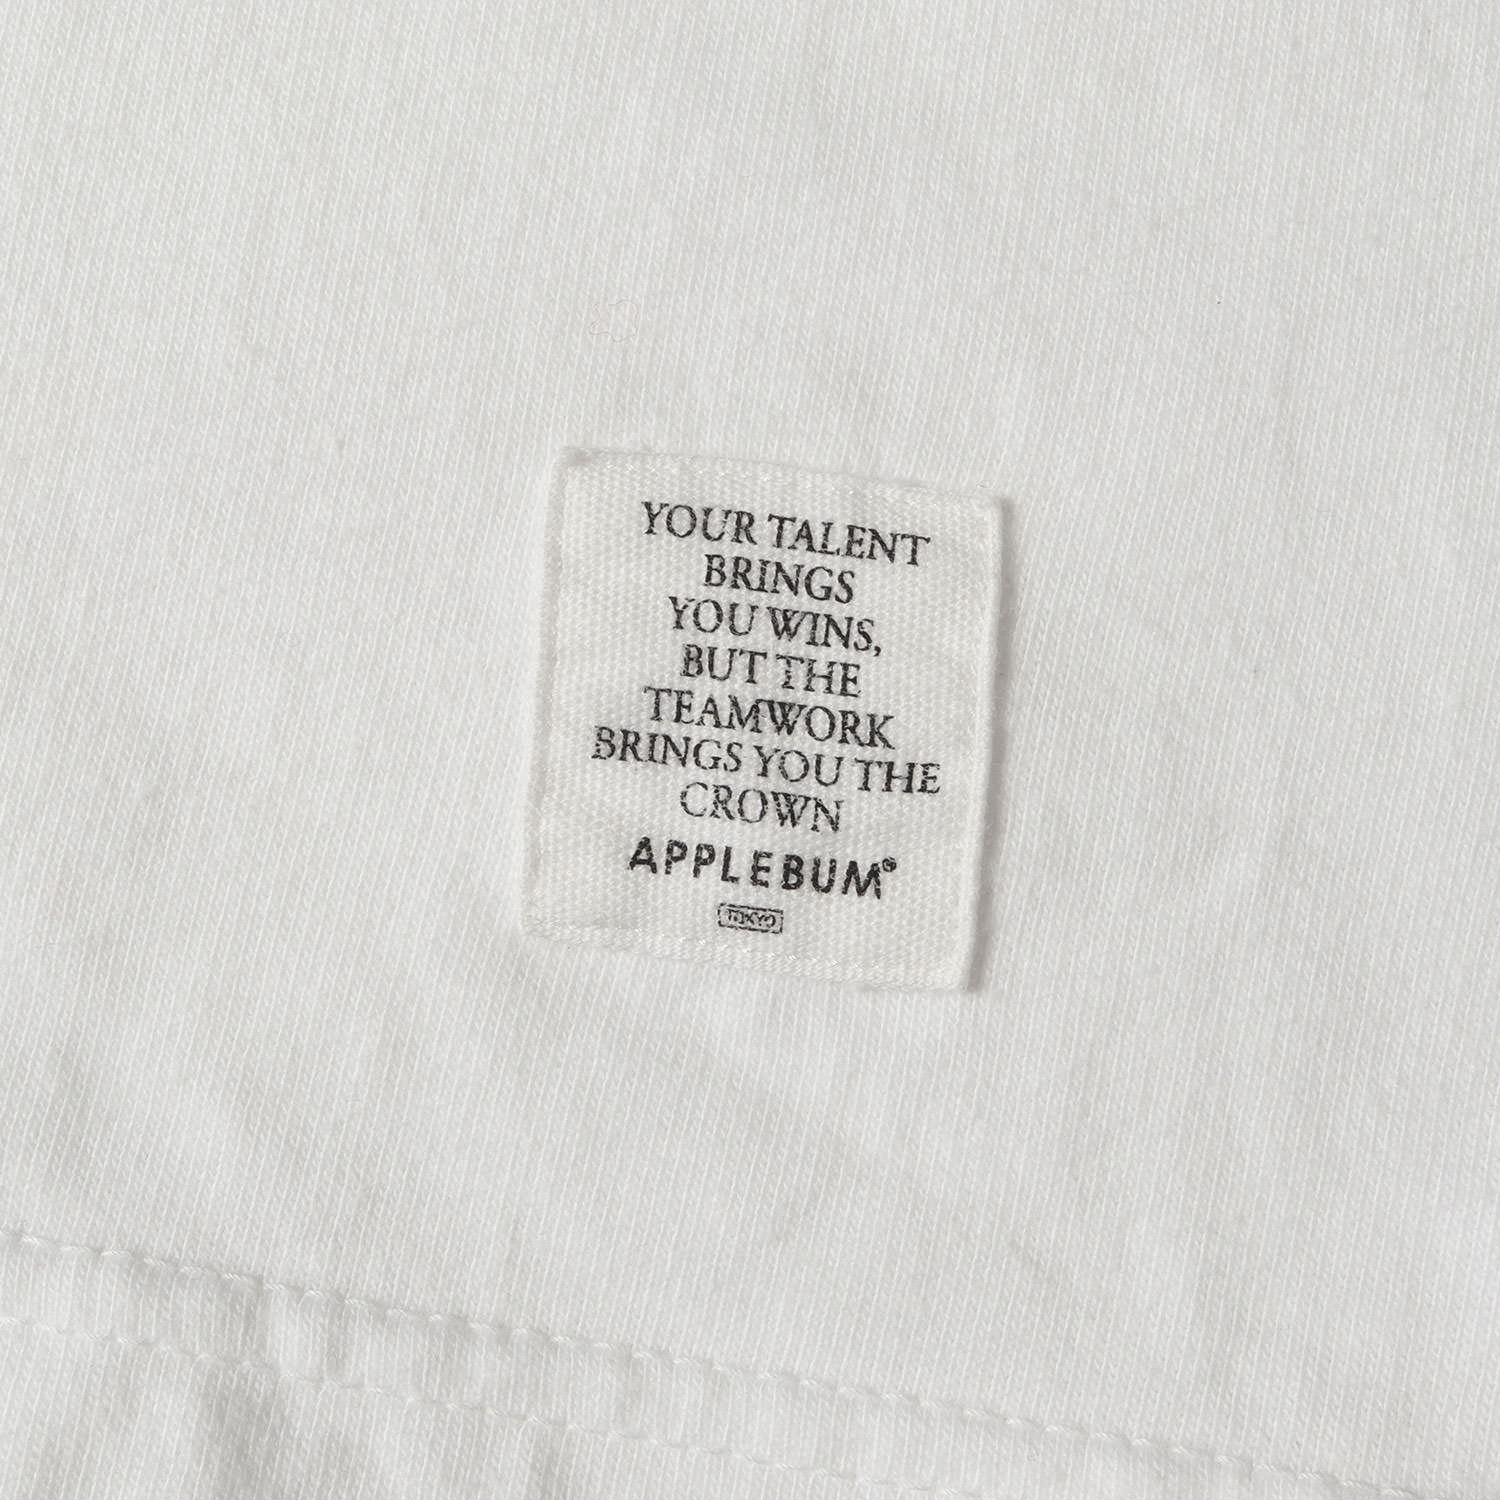 YOUR TALENT
BRINGS
YOU WINS,
BUT THE
TEAMWORK
BRINGS YOU THE
CROWN
APPLEBUM®
TOKYO